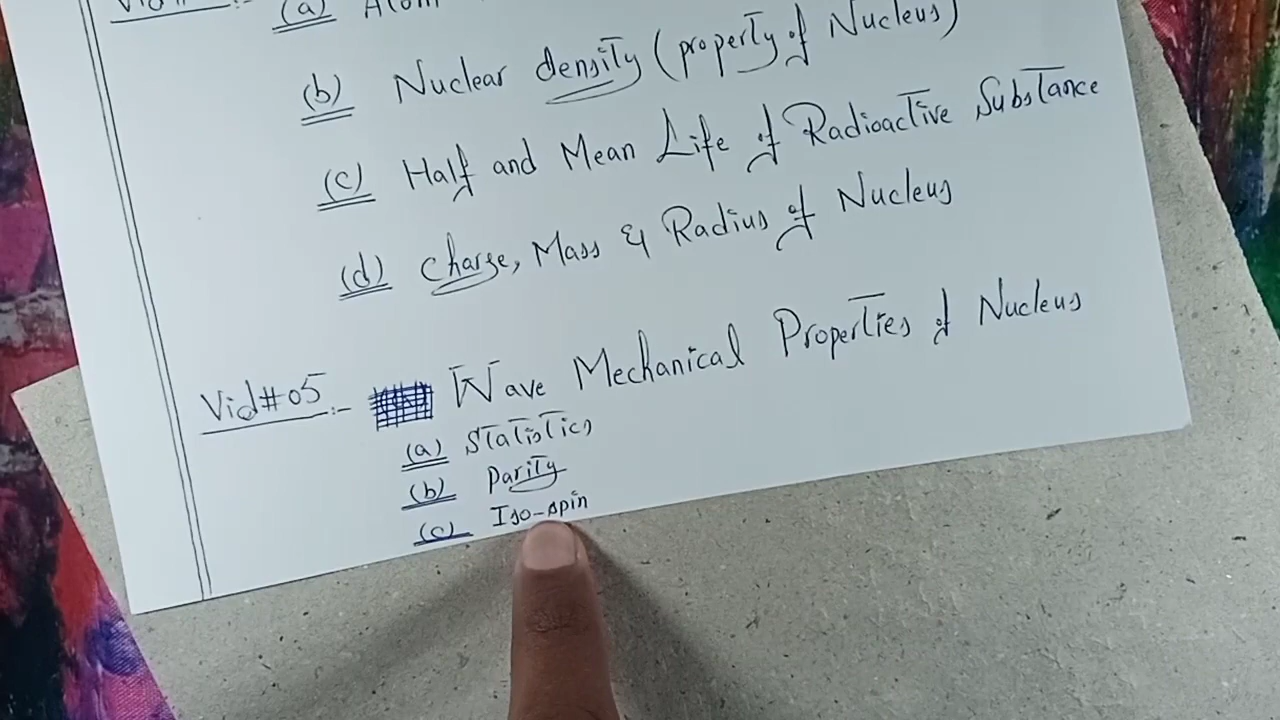 (a) Atom
(b) Nuclear density (property of Nucleus)
(c) Half and Mean Life of Radioactive Substance
(d) Charge, Mass & Radius of Nucleus
Vid#05:- Wave Mechanical Properties of Nucleus
(a) Statistics
(b) Parity
(c) Iso-spin